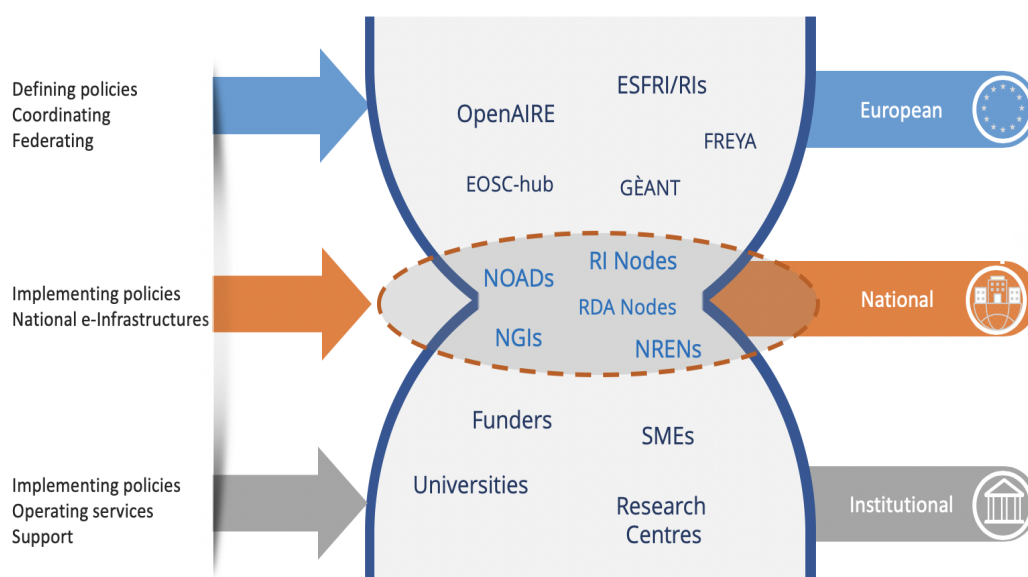 Defining policies
Coordinating
Federating
ESFRI/RIs
OpenAIRE
FREYA
EOSC-hub
GÈANT
European
Implementing policies
National e-Infrastructures
RI Nodes
NOADs
RDA Nodes
NGIs
NRENs
National
Funders
SMEs
Universities
Research
Centres
Implementing policies
Operating services
Support
Institutional